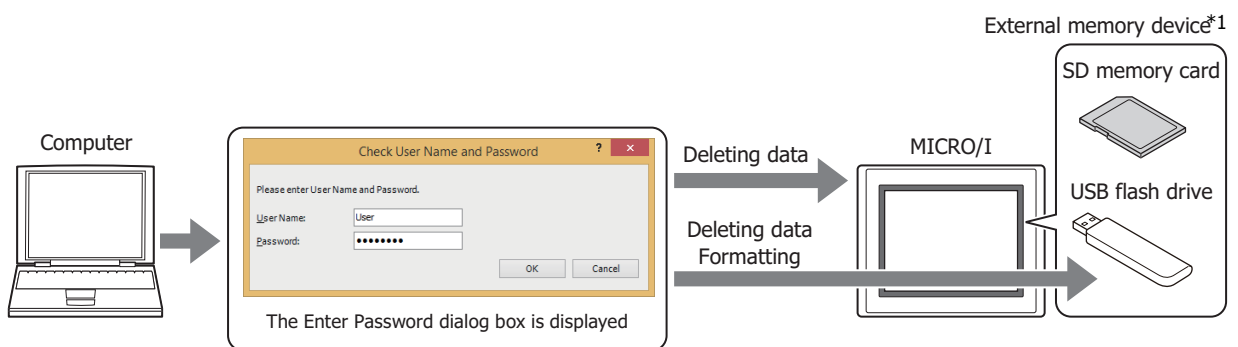 External memory device*1
SD memory card
USB flash drive
Computer
Check User Name and Password
? ×
Please enter User Name and Password.
User Name: User
Password: ••••••••
OK Cancel
The Enter Password dialog box is displayed
Deleting data
Deleting data
Formatting
MICRO/I